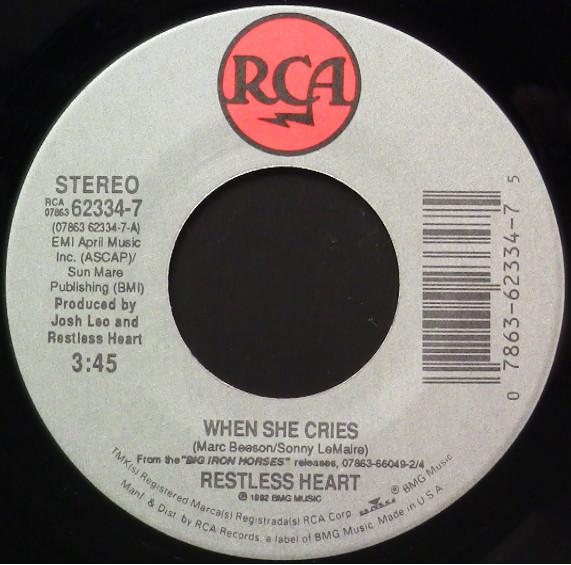 RCA
STEREO
RCA
07863 62334-7
(07863 62334-7-A)
EMI April Music
Inc. (ASCAP)/
Sun Mare
Publishing (BMI)
Produced by
Josh Leo and
Restless Heart
3:45
0 7863-62334-7 5
WHEN SHE CRIES
(Marc Beeson/Sonny LeMaire)
From the "BIG IRON HORSES" releases, 07863-66049-2/4
RESTLESS HEART
℗ 1992 BMG MUSIC
TMK(s) Registered Marca(s) Registrada(s) RCA Corp. ® BMG Music
Manf. & Dist. by RCA Records, a label of BMG Music. Made in U.S.A